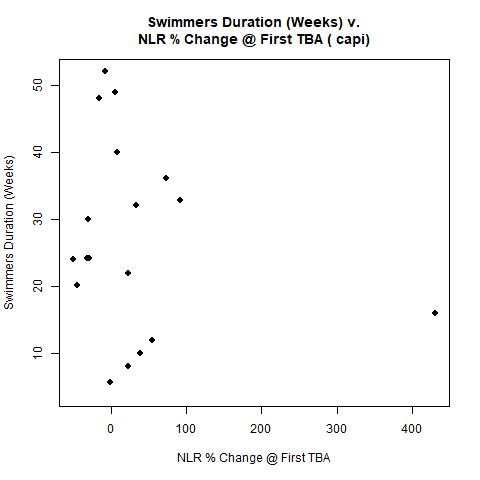 Swimmers Duration (Weeks) v.
NLR % Change @ First TBA ( capi)
Swimmers Duration (Weeks)
50
40
30
20
10
0 100 200 300 400
NLR % Change @ First TBA